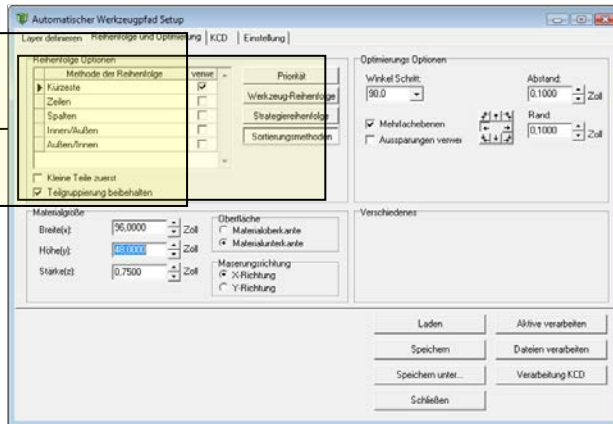 Automatischer Werkzeugpfad Setup
Layer definieren Reihenfolge und Optimierung KCD Einstellung
Reihenfolge Optionen
Methode der Reihenfolge verwe
Kürzeste
Zeilen
Spalten
Innen/Außen
Außen/Innen
Kleine Teile zuerst
Teilgruppierung beibehalten
Priorität
Werkzeug-Reihenfolge
Strategiereihenfolge
Sortierungsmethoden
Optimierungs Optionen
Winkel Schritt:
90,0
Mehrfachebenen
Aussparungen verwei
Abstand:
0,1000 Zoll
Rand:
0,1000 Zoll
Materialgröße
Breite(x): 96,0000 Zoll
Höhe(y): 48,0000 Zoll
Stärke(z): 0,7500 Zoll
Oberfläche
Materialoberkante
Materialunterkante
Maserungsrichtung
X-Richtung
Y-Richtung
Verschiedenes
Laden Aktive verarbeiten
Speichern Dateien verarbeiten
Speichern unter... Verarbeitung KCD
Schließen